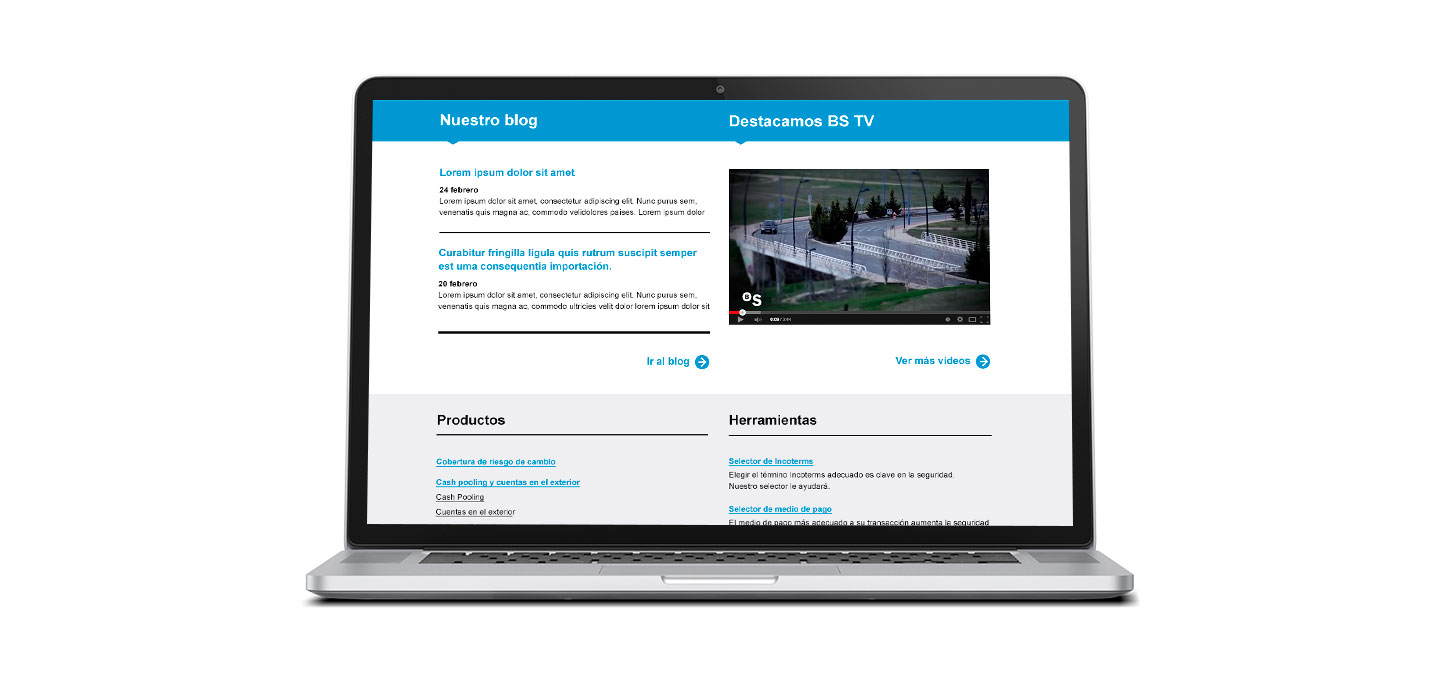 Nuestro blog
Destacamos BS TV
Lorem ipsum dolor sit amet
24 febrero
Lorem ipsum dolor sit amet, consectetur adipiscing elit. Nunc purus sem,
venenatis quis magna ac, commodo velidolores países. Lorem ipsum dolor
Curabitur fringilla ligula quis rutrum suscipit semper
est uma consequentia importación.
20 febrero
Lorem ipsum dolor sit amet, consectetur adipiscing elit. Nunc purus sem,
venenatis quis magna ac, commodo ultricies velit dolor lorem ipsum dolor sit
Ir al blog
BS
Ver más vídeos
Productos
Cobertura de riesgo de cambio
Cash pooling y cuentas en el exterior
Cash Pooling
Cuentas en el exterior
Herramientas
Selector de Incoterms
Elegir el término incoterms adecuado es clave en la seguridad.
Nuestro selector le ayudará.
Selector de medio de pago
El medio de pago más adecuado a su transacción aumenta la seguridad